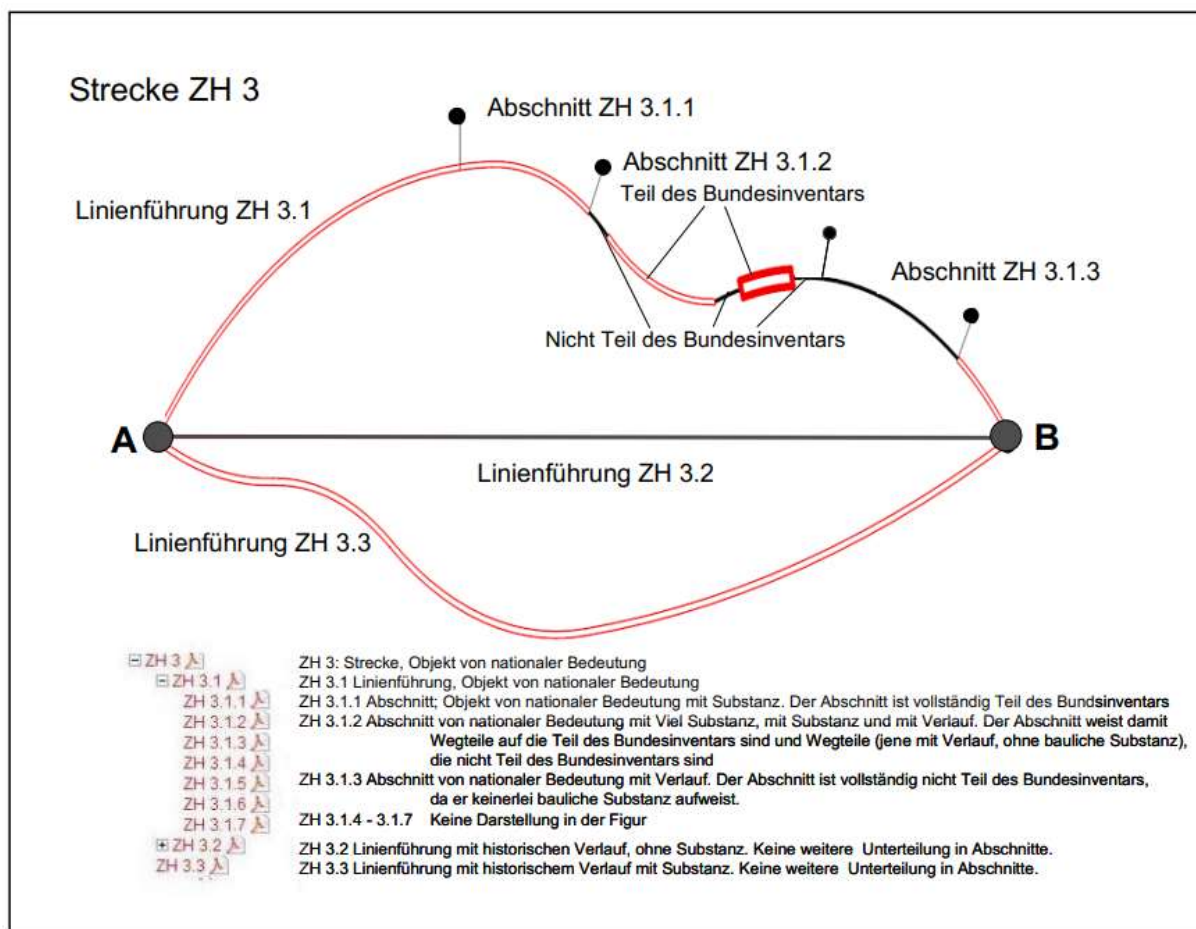 Strecke ZH 3
Abschnitt ZH 3.1.1
Abschnitt ZH 3.1.2
Teil des Bundesinventars
Linienführung ZH 3.1
Abschnitt ZH 3.1.3
Nicht Teil des Bundesinventars
A
B
Linienführung ZH 3.2
Linienführung ZH 3.3
ZH 3 ZH 3: Strecke, Objekt von nationaler Bedeutung
ZH 3.1 ZH 3.1 Linienführung, Objekt von nationaler Bedeutung
ZH 3.1.1 ZH 3.1.1 Abschnitt; Objekt von nationaler Bedeutung mit Substanz. Der Abschnitt ist vollständig Teil des Bundsinventars
ZH 3.1.2 ZH 3.1.2 Abschnitt von nationaler Bedeutung mit Viel Substanz, mit Substanz und mit Verlauf. Der Abschnitt weist damit
ZH 3.1.3 Wegteile auf die Teil des Bundesinventars sind und Wegteile (jene mit Verlauf, ohne bauliche Substanz),
ZH 3.1.4 die nicht Teil des Bundesinventars sind
ZH 3.1.5 ZH 3.1.3 Abschnitt von nationaler Bedeutung mit Verlauf. Der Abschnitt ist vollständig nicht Teil des Bundesinventars,
ZH 3.1.6 da er keinerlei bauliche Substanz aufweist.
ZH 3.1.7 ZH 3.1.4 - 3.1.7 Keine Darstellung in der Figur
ZH 3.2 ZH 3.2 Linienführung mit historischen Verlauf, ohne Substanz. Keine weitere Unterteilung in Abschnitte.
ZH 3.3 ZH 3.3 Linienführung mit historischem Verlauf mit Substanz. Keine weitere Unterteilung in Abschnitte.